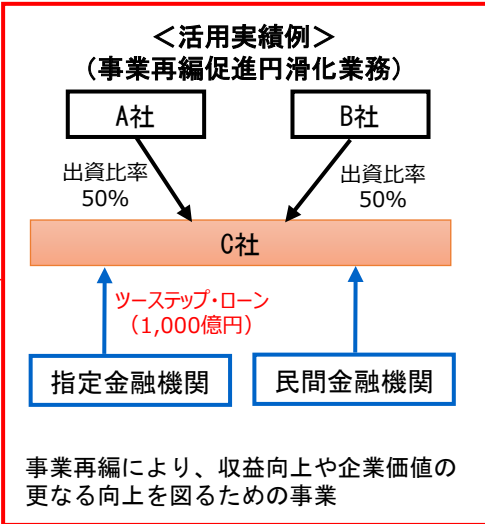 ＜活用実績例＞
（事業再編促進円滑化業務）
A社
B社
出資比率
50%
出資比率
50%
C社
ツーステップ・ローン
（1,000億円）
指定金融機関
民間金融機関
事業再編により、収益向上や企業価値の
更なる向上を図るための事業